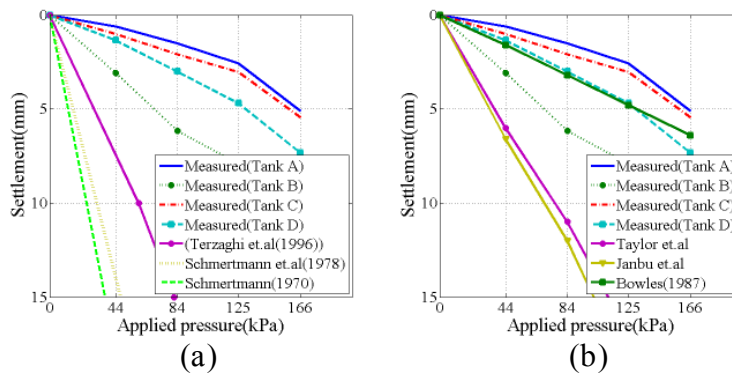 0
5
10
15
Settlement(mm)
0 44 84 125 166
Applied pressure(kPa)
Measured(Tank A)
Measured(Tank B)
Measured(Tank C)
Measured(Tank D)
(Terzaghi et.al(1996))
Schmertmann et.al(1978)
Schmertmann(1970)
(a)
0
5
10
15
Settlement(mm)
0 44 84 125 166
Applied pressure(kPa)
Measured(Tank A)
Measured(Tank B)
Measured(Tank C)
Measured(Tank D)
Taylor et.al
Janbu et.al
Bowles(1987)
(b)